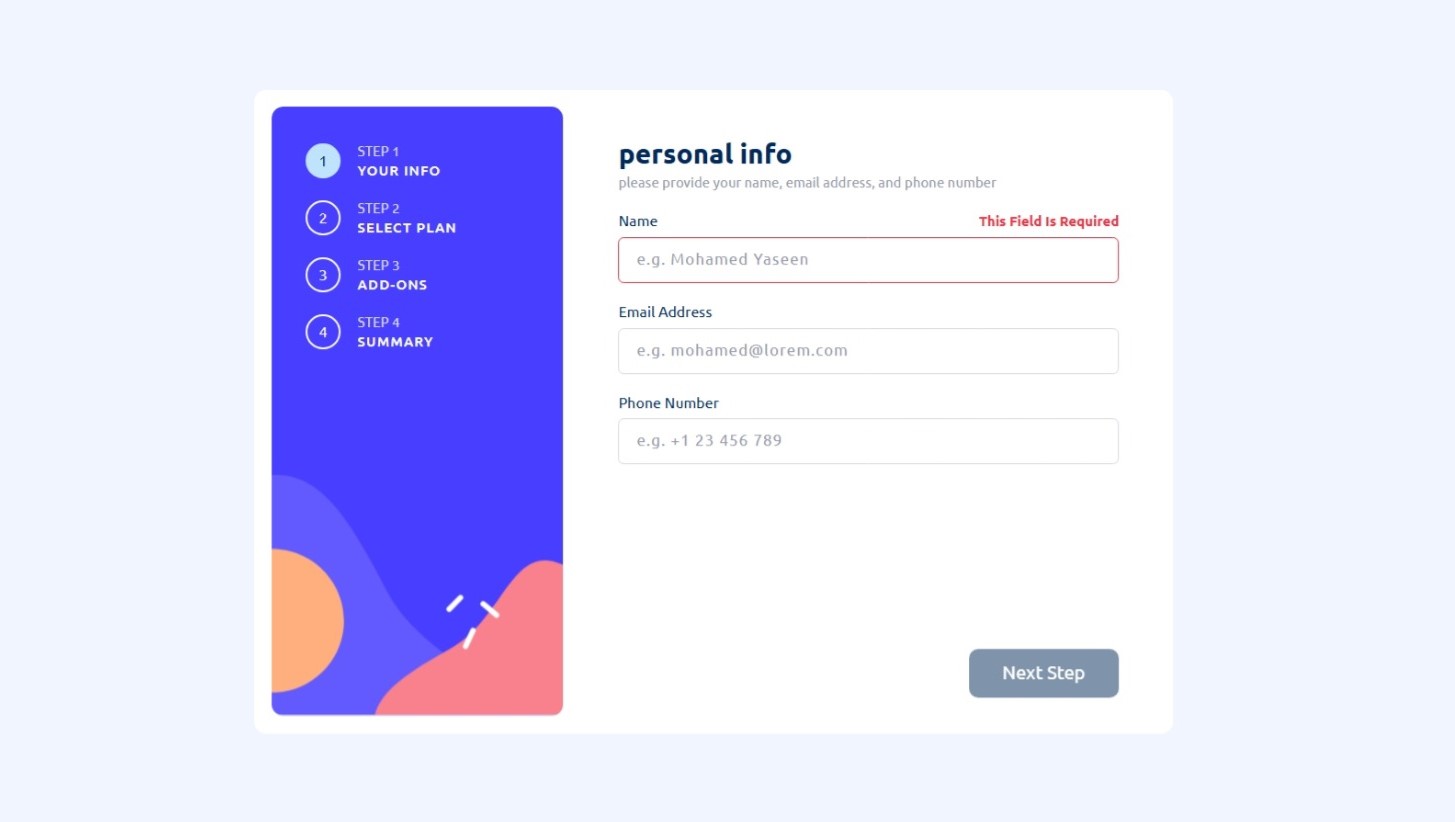 1
STEP 1
YOUR INFO
2
STEP 2
SELECT PLAN
3
STEP 3
ADD-ONS
4
STEP 4
SUMMARY
personal info
please provide your name, email address, and phone number
Name
This Field Is Required
e.g. Mohamed Yaseen
Email Address
e.g. mohamed@lorem.com
Phone Number
e.g. +1 23 456 789
Next Step